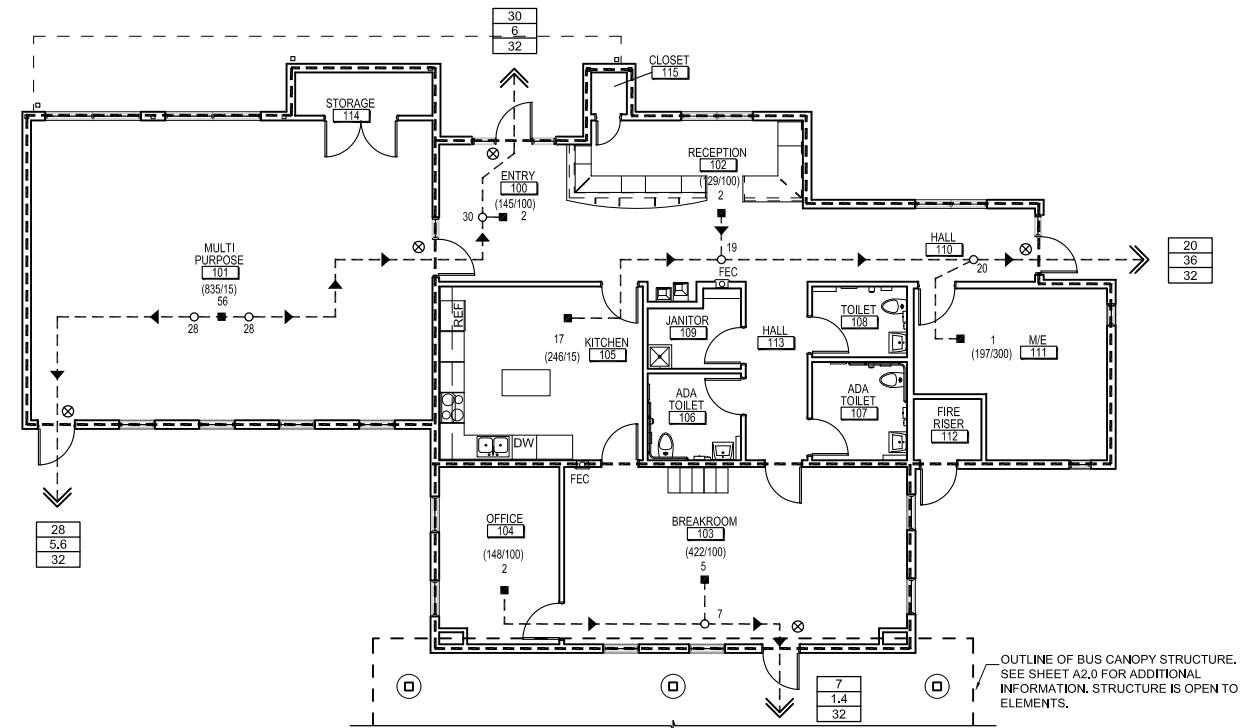 30
6
32
CLOSET
115
STORAGE
114
RECEPTION
102
(129/100)
2
ENTRY
100
(145/100)
2
30
MULTI
PURPOSE
101
(835/15)
56
28
28
19
FEC
HALL
110
20
20
36
32
REF
17
(246/15)
KITCHEN
105
DW
JANITOR
109
HALL
113
TOILET
108
1
(197/300)
M/E
111
ADA
TOILET
106
ADA
TOILET
107
FIRE
RISER
112
FEC
28
5.6
32
OFFICE
104
(148/100)
2
BREAKROOM
103
(422/100)
5
7
7
1.4
32
OUTLINE OF BUS CANOPY STRUCTURE.
SEE SHEET A2.0 FOR ADDITIONAL
INFORMATION. STRUCTURE IS OPEN TO
ELEMENTS.